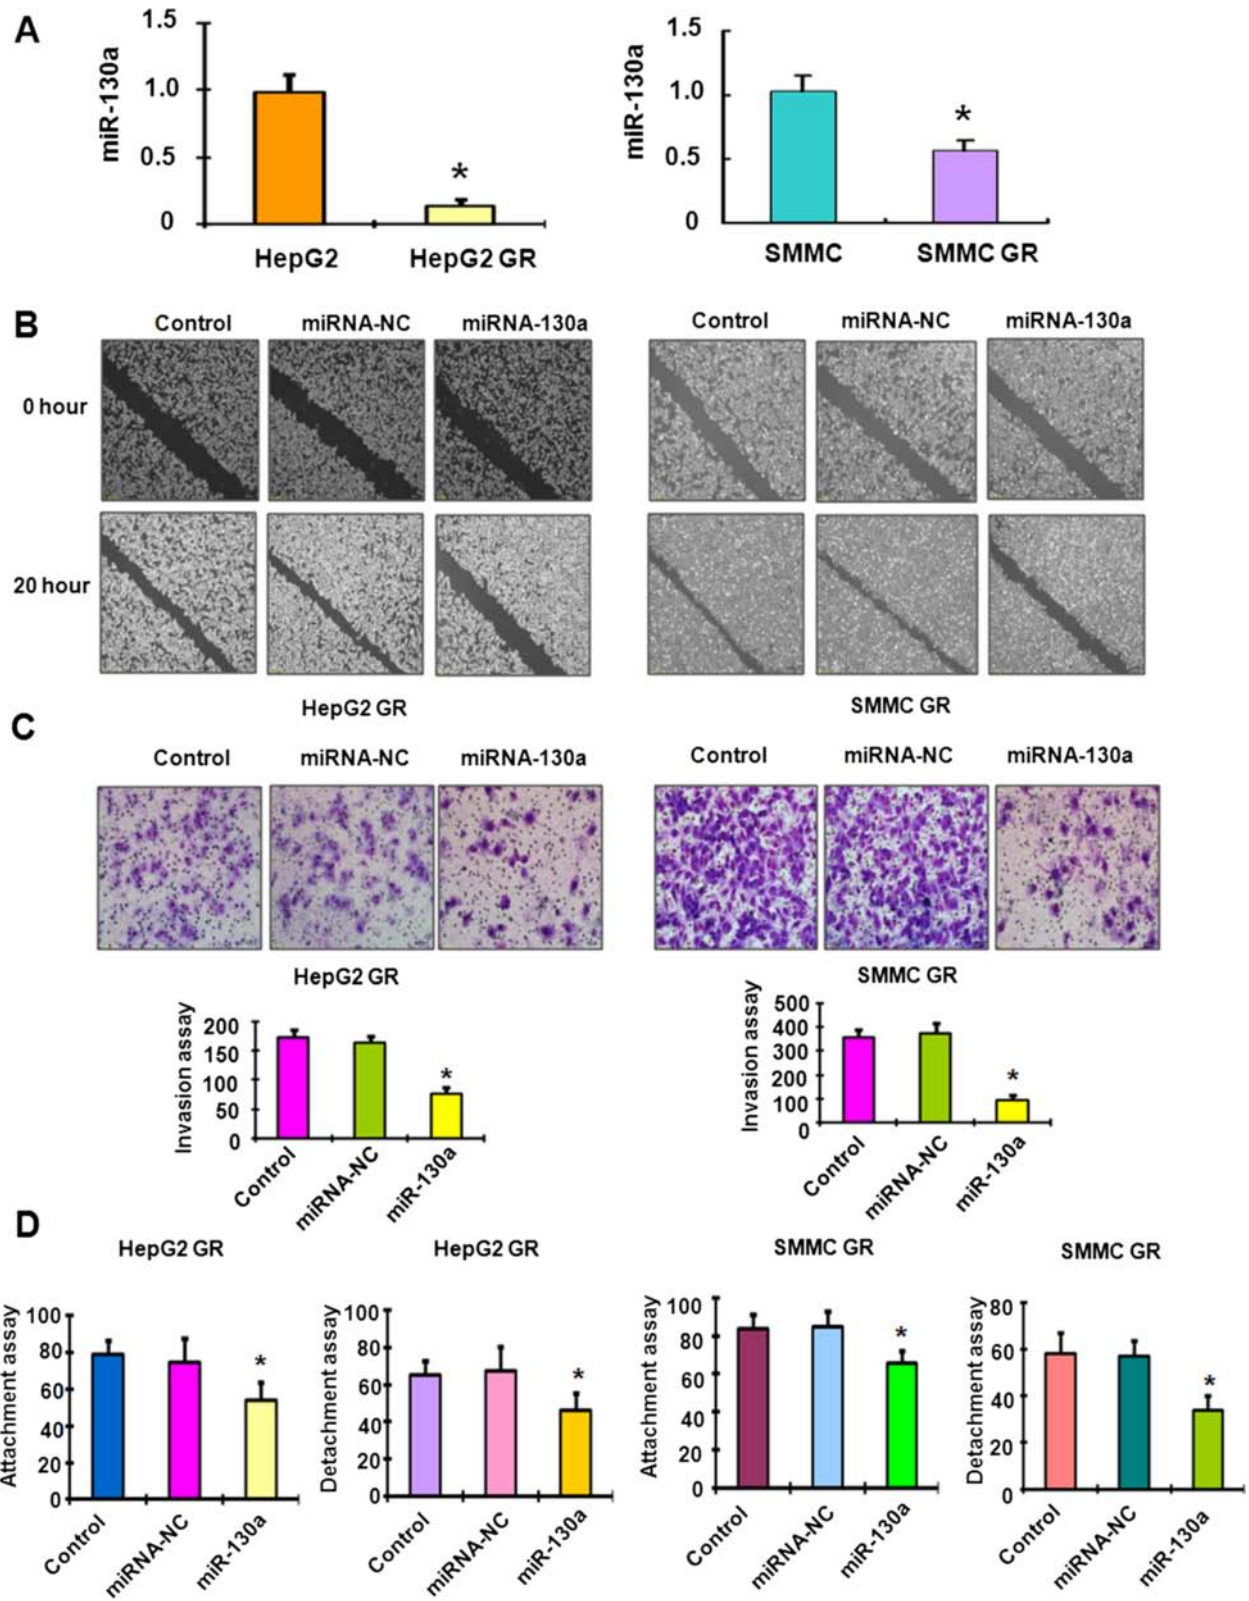 A
miR-130a
1.5
1.0
0.5
0
*
HepG2
HepG2 GR
miR-130a
1.5
1.0
0.5
0
*
SMMC
SMMC GR
B
Control
miRNA-NC
miRNA-130a
Control
miRNA-NC
miRNA-130a
0 hour
20 hour
HepG2 GR
SMMC GR
C
Control
miRNA-NC
miRNA-130a
Control
miRNA-NC
miRNA-130a
HepG2 GR
SMMC GR
Invasion assay
200
150
100
50
0
*
Control
miRNA-NC
miR-130a
Invasion assay
500
400
300
200
100
0
*
Control
miRNA-NC
miR-130a
D
HepG2 GR
Attachment assay
100
80
60
40
20
0
*
Control
miRNA-NC
miR-130a
HepG2 GR
Detachment assay
100
80
60
40
20
0
*
Control
miRNA-NC
miR-130a
SMMC GR
Attachment assay
100
80
60
40
20
0
*
Control
miRNA-NC
miR-130a
SMMC GR
Detachment assay
80
60
40
20
0
*
Control
miRNA-NC
miR-130a